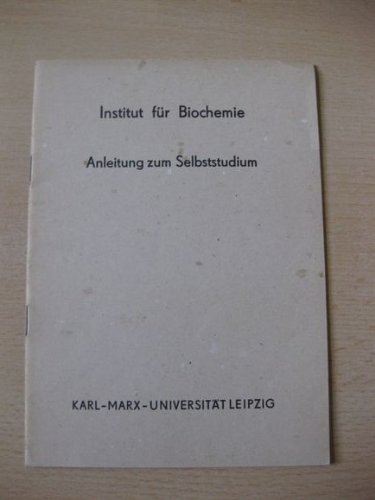 Institut für Biochemie
Anleitung zum Selbststudium
KARL-MARX-UNIVERSITÄT LEIPZIG